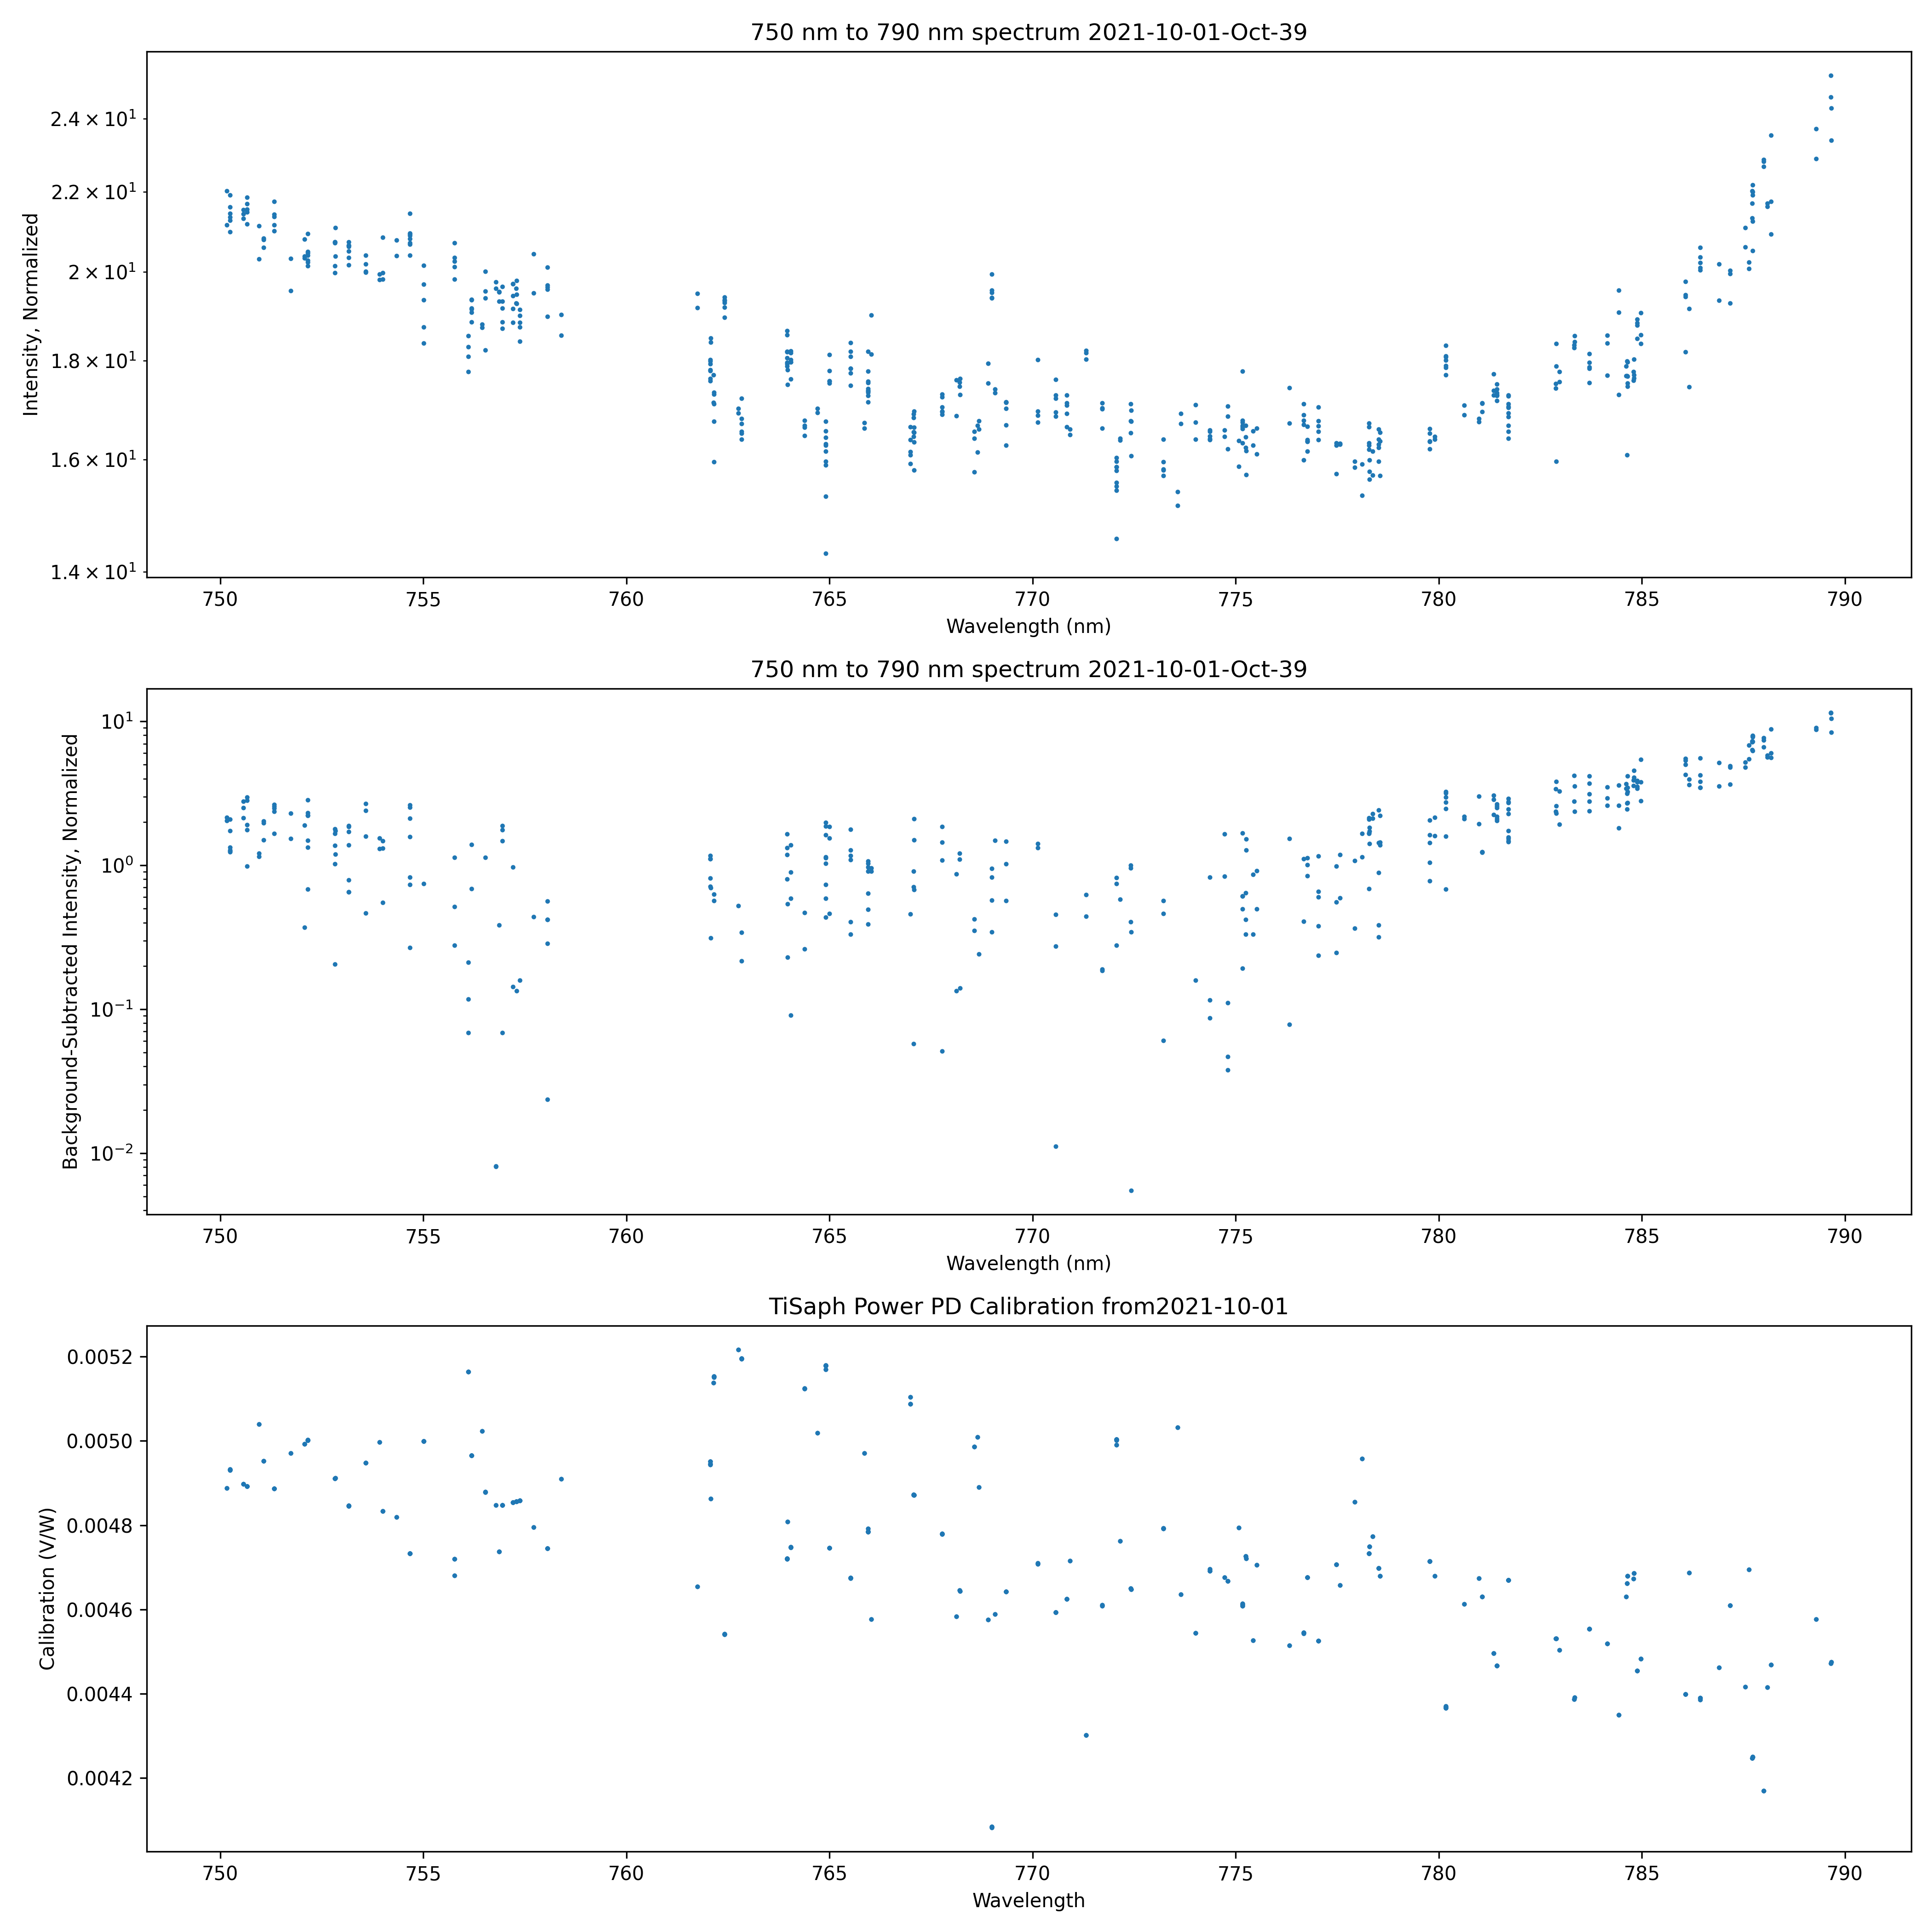 750 nm to 790 nm spectrum 2021-10-01-Oct-39
Intensity, Normalized
2.4 × 10¹
2.2 × 10¹
2 × 10¹
1.8 × 10¹
1.6 × 10¹
1.4 × 10¹
750 755 760 765 770 775 780 785 790
Wavelength (nm)
750 nm to 790 nm spectrum 2021-10-01-Oct-39
Background-Subtracted Intensity, Normalized
10¹
10⁰
10⁻¹
10⁻²
750 755 760 765 770 775 780 785 790
Wavelength (nm)
TiSaph Power PD Calibration from2021-10-01
Calibration (V/W)
0.0052
0.0050
0.0048
0.0046
0.0044
0.0042
750 755 760 765 770 775 780 785 790
Wavelength